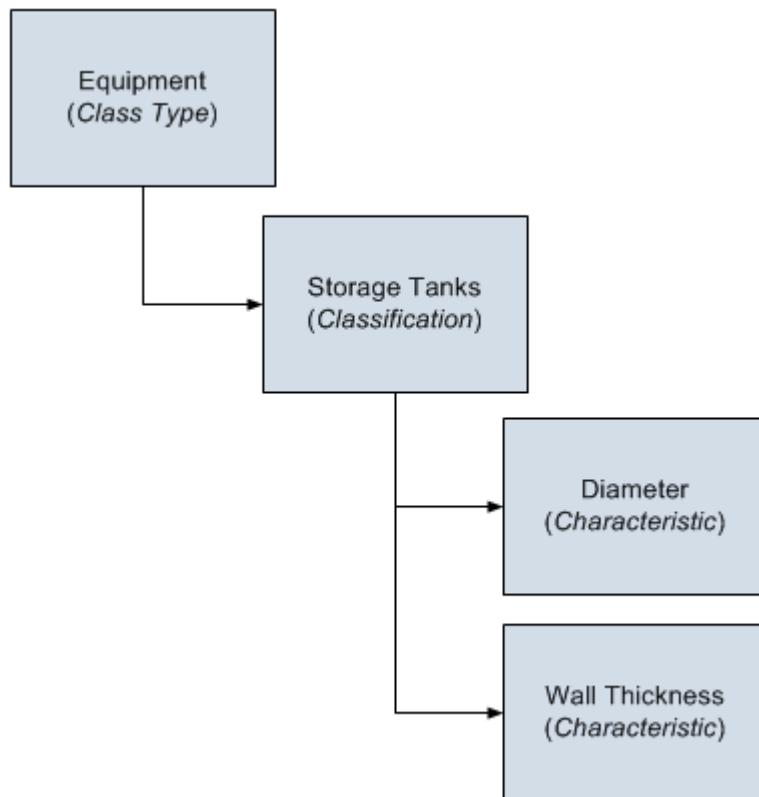 Equipment
(Class Type)
Storage Tanks
(Classification)
Diameter
(Characteristic)
Wall Thickness
(Characteristic)